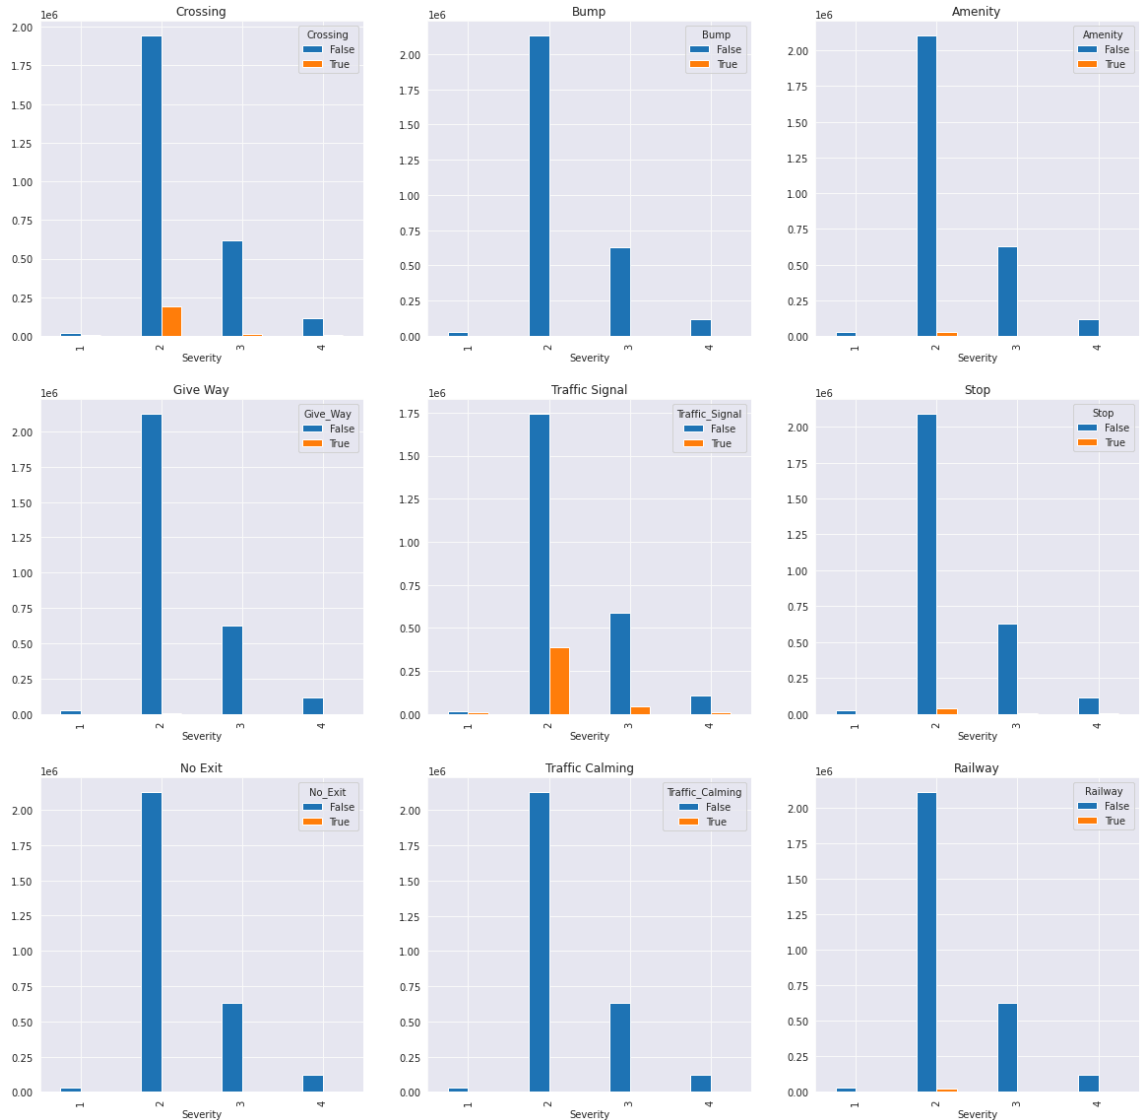 Crossing
1e6
Crossing
False
True
2.00
1.75
1.50
1.25
1.00
0.75
0.50
0.25
0.00
1
2
3
4
Severity
Bump
1e6
Bump
False
True
2.00
1.75
1.50
1.25
1.00
0.75
0.50
0.25
0.00
1
2
3
4
Severity
Amenity
1e6
Amenity
False
True
2.00
1.75
1.50
1.25
1.00
0.75
0.50
0.25
0.00
1
2
3
4
Severity
Give Way
1e6
Give_Way
False
True
2.00
1.75
1.50
1.25
1.00
0.75
0.50
0.25
0.00
1
2
3
4
Severity
Traffic Signal
1e6
Traffic_Signal
False
True
1.75
1.50
1.25
1.00
0.75
0.50
0.25
0.00
1
2
3
4
Severity
Stop
1e6
Stop
False
True
2.00
1.75
1.50
1.25
1.00
0.75
0.50
0.25
0.00
1
2
3
4
Severity
No Exit
1e6
No_Exit
False
True
2.00
1.75
1.50
1.25
1.00
0.75
0.50
0.25
0.00
1
2
3
4
Severity
Traffic Calming
1e6
Traffic_Calming
False
True
2.00
1.75
1.50
1.25
1.00
0.75
0.50
0.25
0.00
1
2
3
4
Severity
Railway
1e6
Railway
False
True
2.00
1.75
1.50
1.25
1.00
0.75
0.50
0.25
0.00
1
2
3
4
Severity